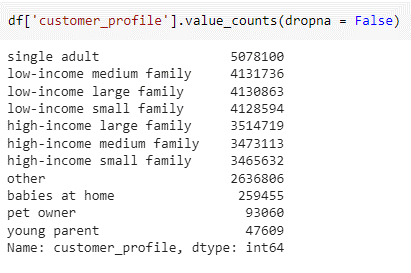 df['customer_profile'].value_counts(dropna = False)
single adult 5078100
low-income medium family 4131736
low-income large family 4130863
low-income small family 4128594
high-income large family 3514719
high-income medium family 3473113
high-income small family 3465632
other 2636806
babies at home 259455
pet owner 93060
young parent 47609
Name: customer_profile, dtype: int64